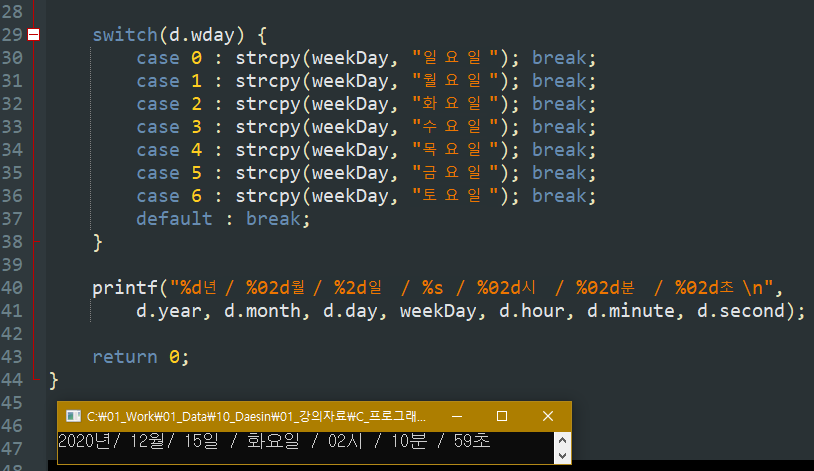 28
29 switch(d.wday) {
30 case 0 : strcpy(weekDay, "일요일"); break;
31 case 1 : strcpy(weekDay, "월요일"); break;
32 case 2 : strcpy(weekDay, "화요일"); break;
33 case 3 : strcpy(weekDay, "수요일"); break;
34 case 4 : strcpy(weekDay, "목요일"); break;
35 case 5 : strcpy(weekDay, "금요일"); break;
36 case 6 : strcpy(weekDay, "토요일"); break;
37 default : break;
38 }
39
40 printf("%d년 / %02d월 / %2d일 / %s / %02d시 / %02d분 / %02d초 \n",
41 d.year, d.month, d.day, weekDay, d.hour, d.minute, d.second);
42
43 return 0;
44 }
45
C:₩01_Work₩01_Data₩10_Daesin₩01_강의자료₩C_프로그래...
46
47 2020년/ 12월/ 15일 / 화요일 / 02시 / 10분 / 59초